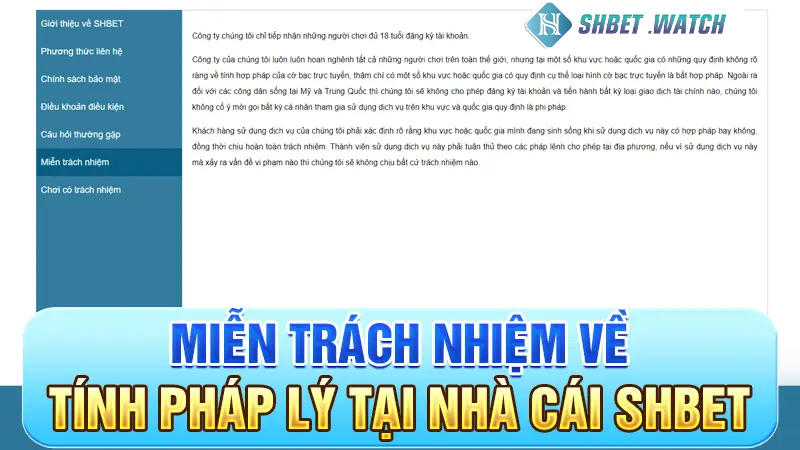 SHBET .WATCH
Giới thiệu về SHBET
Phương thức liên hệ
Chính sách bảo mật
Điều khoản điều kiện
Câu hỏi thường gặp
Miễn trách nhiệm
Chơi có trách nhiệm
Công ty chúng tôi chỉ tiếp nhận những người chơi đủ 18 tuổi đăng ký tài khoản.
Công ty của chúng tôi luôn luôn hoan nghênh tất cả những người chơi trên toàn thế giới, nhưng tại một số khu vực hoặc quốc gia có những quy định không rõ
ràng về tính hợp pháp của cờ bạc trực tuyến, thậm chí có một số khu vực hoặc quốc gia có quy định cụ thể loại hình cờ bạc trực tuyến là bất hợp pháp. Ngoài ra
đối với các công dân sống tại Mỹ và Trung Quốc thì chúng tôi sẽ không cho phép đăng ký tài khoản và tiến hành bất kỳ loại giao dịch tài chính nào, chúng tôi
không cố ý mời gọi bất kỳ cá nhân tham gia sử dụng dịch vụ trên khu vực và quốc gia quy định là phi pháp.
Khách hàng sử dụng dịch vụ của chúng tôi phải xác định rõ rằng khu vực hoặc quốc gia mình đang sinh sống khi sử dụng dịch vụ này có hợp pháp hay không,
đồng thời chịu hoàn toàn trách nhiệm. Thành viên sử dụng dịch vụ này phải tuân thủ theo các pháp lệnh cho phép tại địa phương, nếu vì sử dụng dịch vụ này
mà xẩy ra vấn đề vi phạm nào thì chúng tôi sẽ không chịu bất cứ trách nhiệm nào.
MIỄN TRÁCH NHIỆM VỀ
TÍNH PHÁP LÝ TẠI NHÀ CÁI SHBET